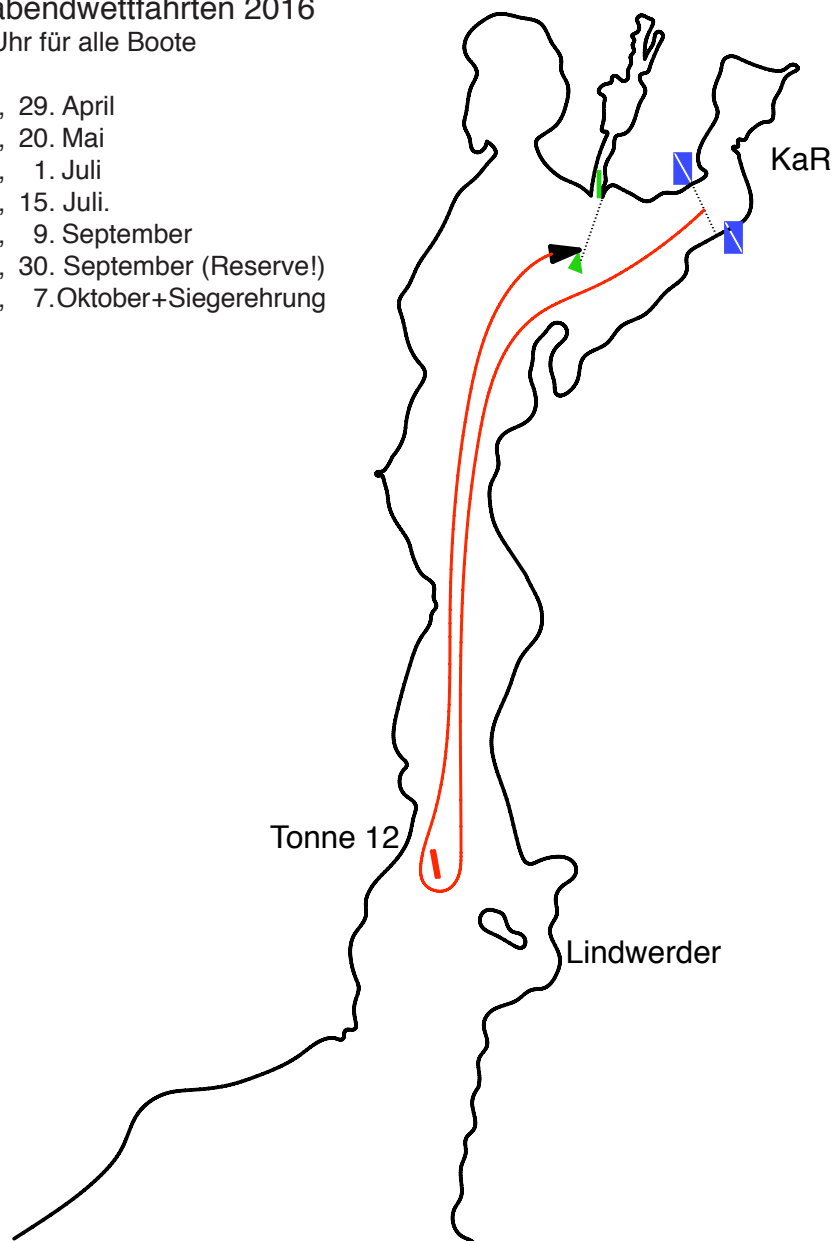 abendwettfahrten 2016
Uhr für alle Boote
, 29. April
, 20. Mai
, 1. Juli
, 15. Juli.
, 9. September
, 30. September (Reserve!)
, 7.Oktober+Siegerehrung
KaR
Tonne 12
Lindwerder